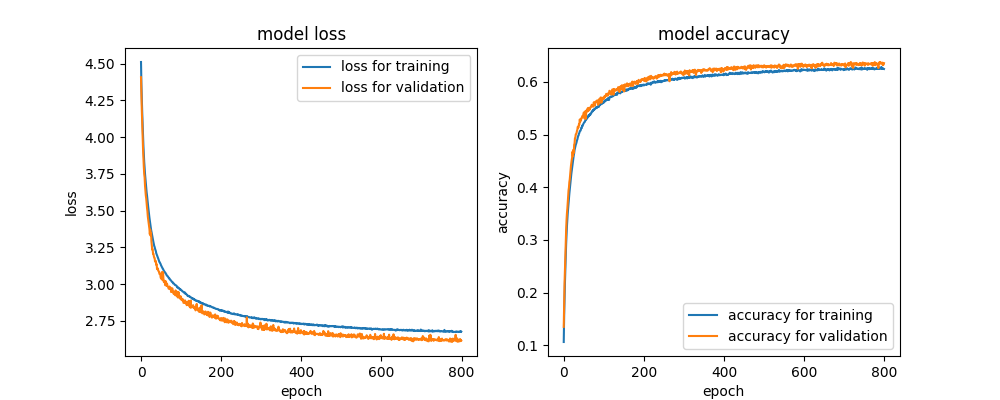 model loss
4.50
4.25
4.00
3.75
3.50
3.25
3.00
2.75
loss
loss for training
loss for validation
0 200 400 600 800
epoch
model accuracy
0.6
0.5
0.4
0.3
0.2
0.1
accuracy
accuracy for training
accuracy for validation
0 200 400 600 800
epoch